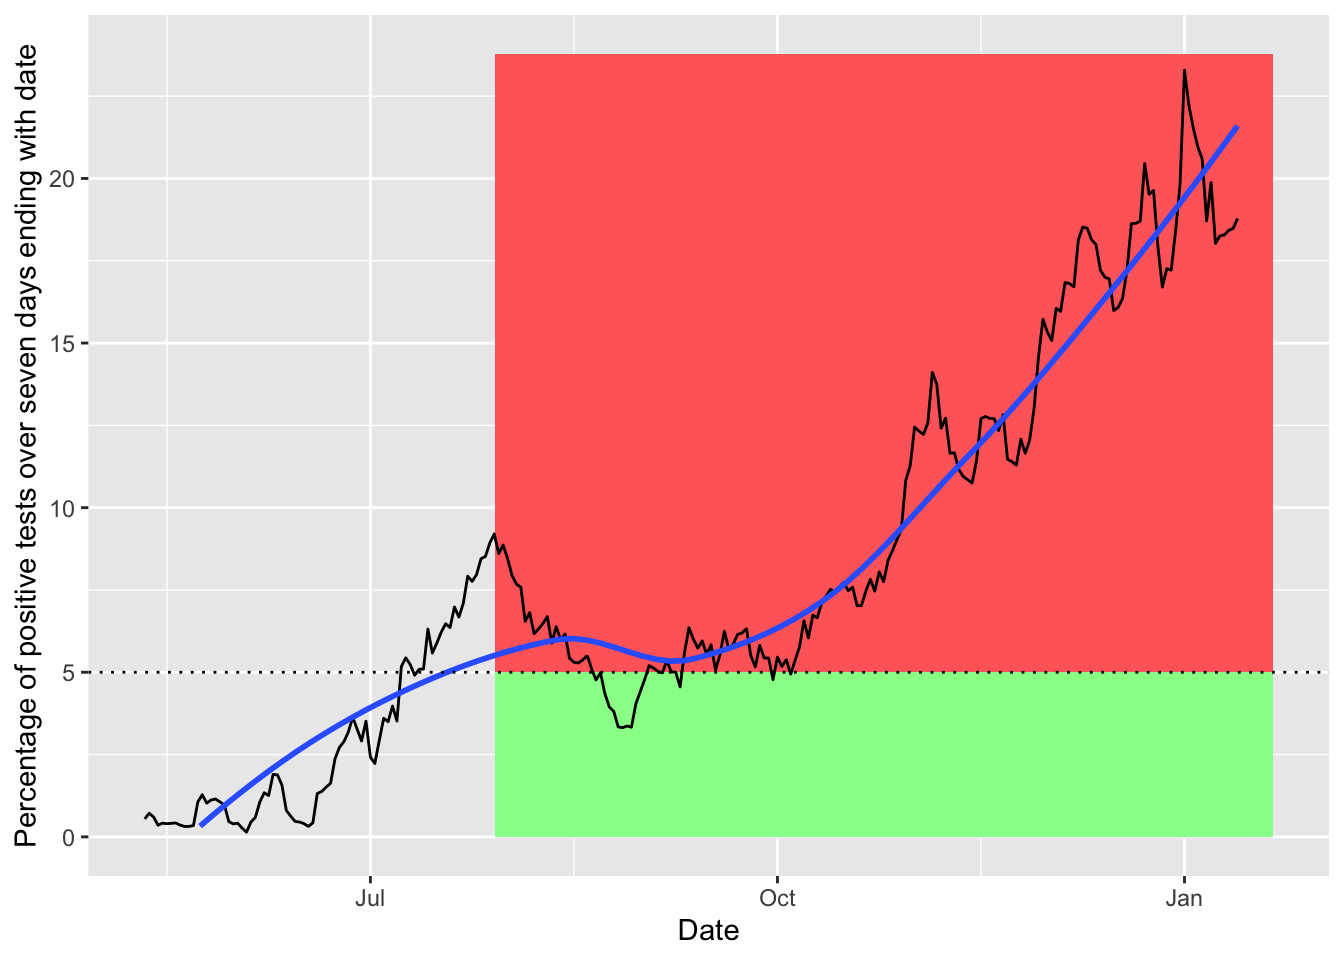 Percentage of positive tests over seven days ending with date
20
15
10
5
0
Jul
Oct
Jan
Date